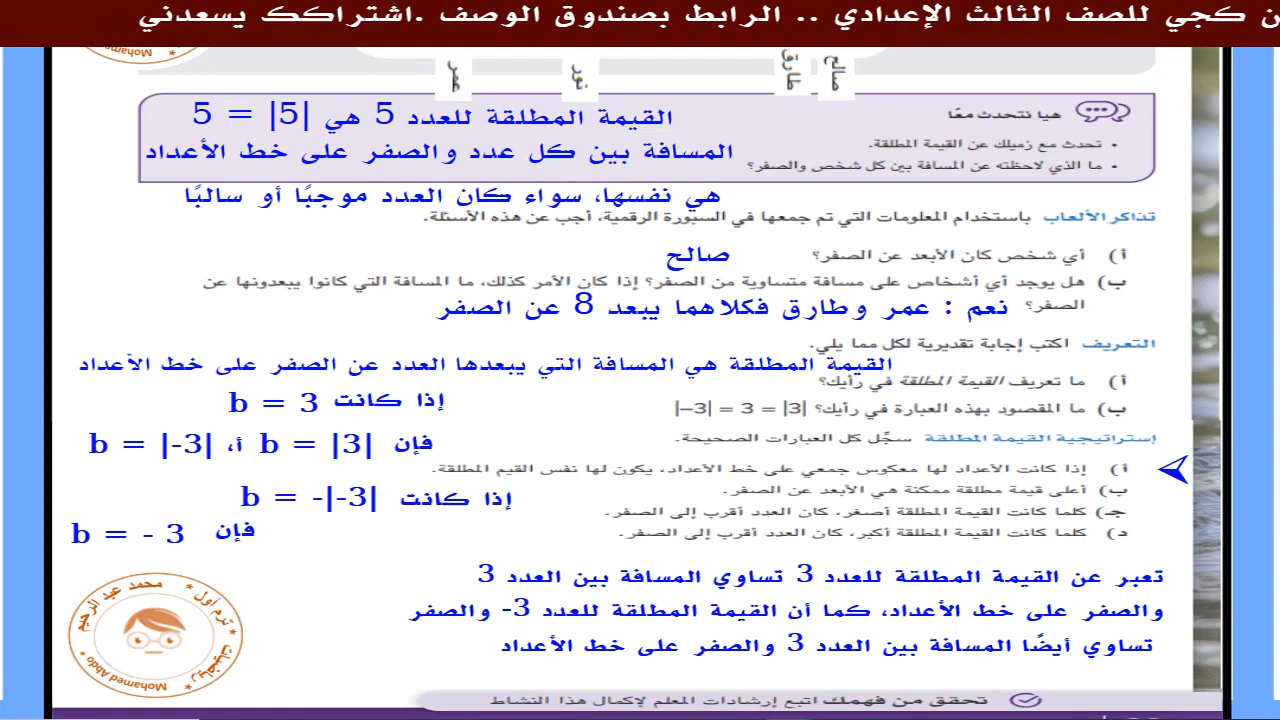 ن كجي للصف الثالث الإعدادي .. الرابط بصندوق الوصف .اشتراكك يسعدني
صالح
طارق
نور
عمر
هيا نتحدث معًا
القيمة المطلقة للعدد 5 هي |5| = 5
• تحدث مع زميلك عن القيمة المطلقة.
المسافة بين كل عدد والصفر على خط الأعداد
• ما الذي لاحظته عن المسافة بين كل شخص والصفر؟
هي نفسها، سواء كان العدد موجبًا أو سالبًا
تذاكر الألعاب باستخدام المعلومات التي تم جمعها في السبورة الرقمية، أجب عن هذه الأسئلة.
أ) أي شخص كان الأبعد عن الصفر؟
صالح
ب) هل يوجد أي أشخاص على مسافة متساوية من الصفر؟ إذا كان الأمر كذلك، ما المسافة التي كانوا يبعدونها عن
الصفر؟
نعم : عمر وطارق فكلاهما يبعد 8 عن الصفر
التعريف اكتب إجابة تقديرية لكل مما يلي.
القيمة المطلقة هي المسافة التي يبعدها العدد عن الصفر على خط الأعداد
أ) ما تعريف القيمة المطلقة في رأيك؟
إذا كانت b = 3
ب) ما المقصود بهذه العبارة في رأيك؟ |3| = 3 = |−3|
إستراتيجية القيمة المطلقة سجِّل كل العبارات الصحيحة.
فإن b = |3| أ، b = |-3|
أ) إذا كانت الأعداد لها معكوس جمعي على خط الأعداد، يكون لها نفس القيم المطلقة.
ب) أعلى قيمة مطلقة ممكنة هي الأبعد عن الصفر.
إذا كانت b = -|-3|
جـ) كلما كانت القيمة المطلقة أصغر، كان العدد أقرب إلى الصفر.
د) كلما كانت القيمة المطلقة أكبر، كان العدد أقرب إلى الصفر.
فإن b = - 3
تعبر عن القيمة المطلقة للعدد 3 تساوي المسافة بين العدد 3
والصفر على خط الأعداد، كما أن القيمة المطلقة للعدد 3- والصفر
تساوي أيضًا المسافة بين العدد 3 والصفر على خط الأعداد
محمد عبد الرحيم
ترم أول
رياضيات
Mohamed Abdo
تحقق من فهمك اتبع إرشادات المعلم لإكمال هذا النشاط